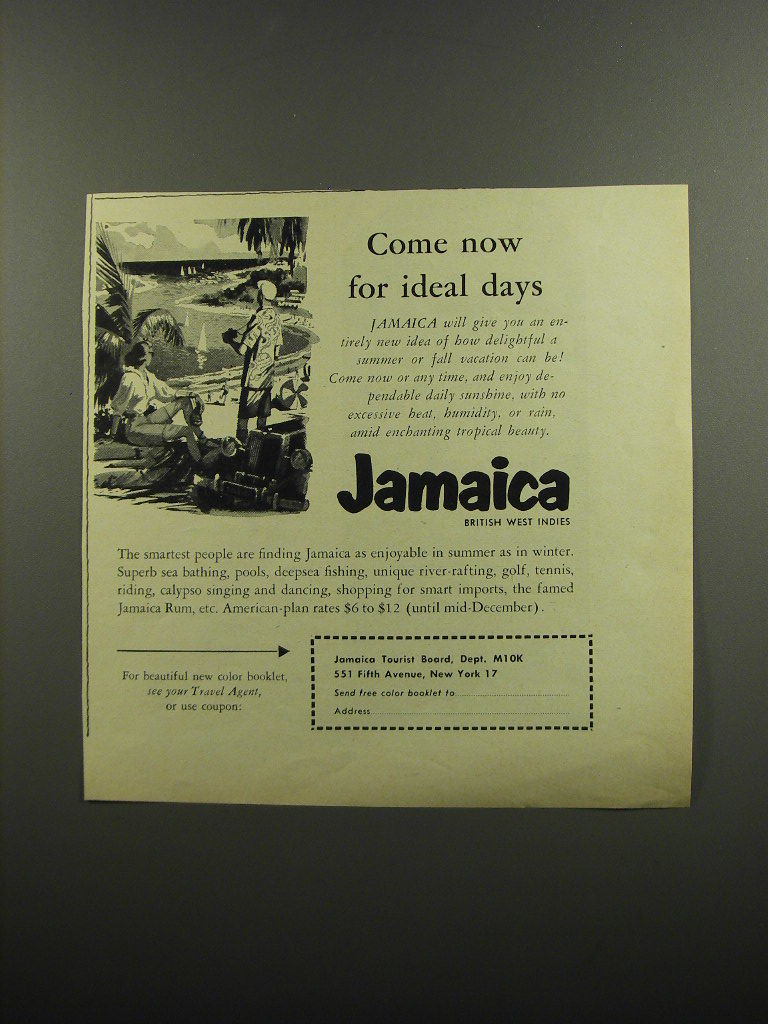 Come now
for ideal days
JAMAICA will give you an en-
tirely new idea of how delightful a
summer or fall vacation can be!
Come now or any time, and enjoy de-
pendable daily sunshine, with no
excessive heat, humidity, or rain,
amid enchanting tropical beauty.
Jamaica
BRITISH WEST INDIES
The smartest people are finding Jamaica as enjoyable in summer as in winter.
Superb sea bathing, pools, deepsea fishing, unique river-rafting, golf, tennis,
riding, calypso singing and dancing, shopping for smart imports, the famed
Jamaica Rum, etc. American-plan rates $6 to $12 (until mid-December).
For beautiful new color booklet,
see your Travel Agent,
or use coupon:
Jamaica Tourist Board, Dept. M10K
551 Fifth Avenue, New York 17
Send free color booklet to
Address